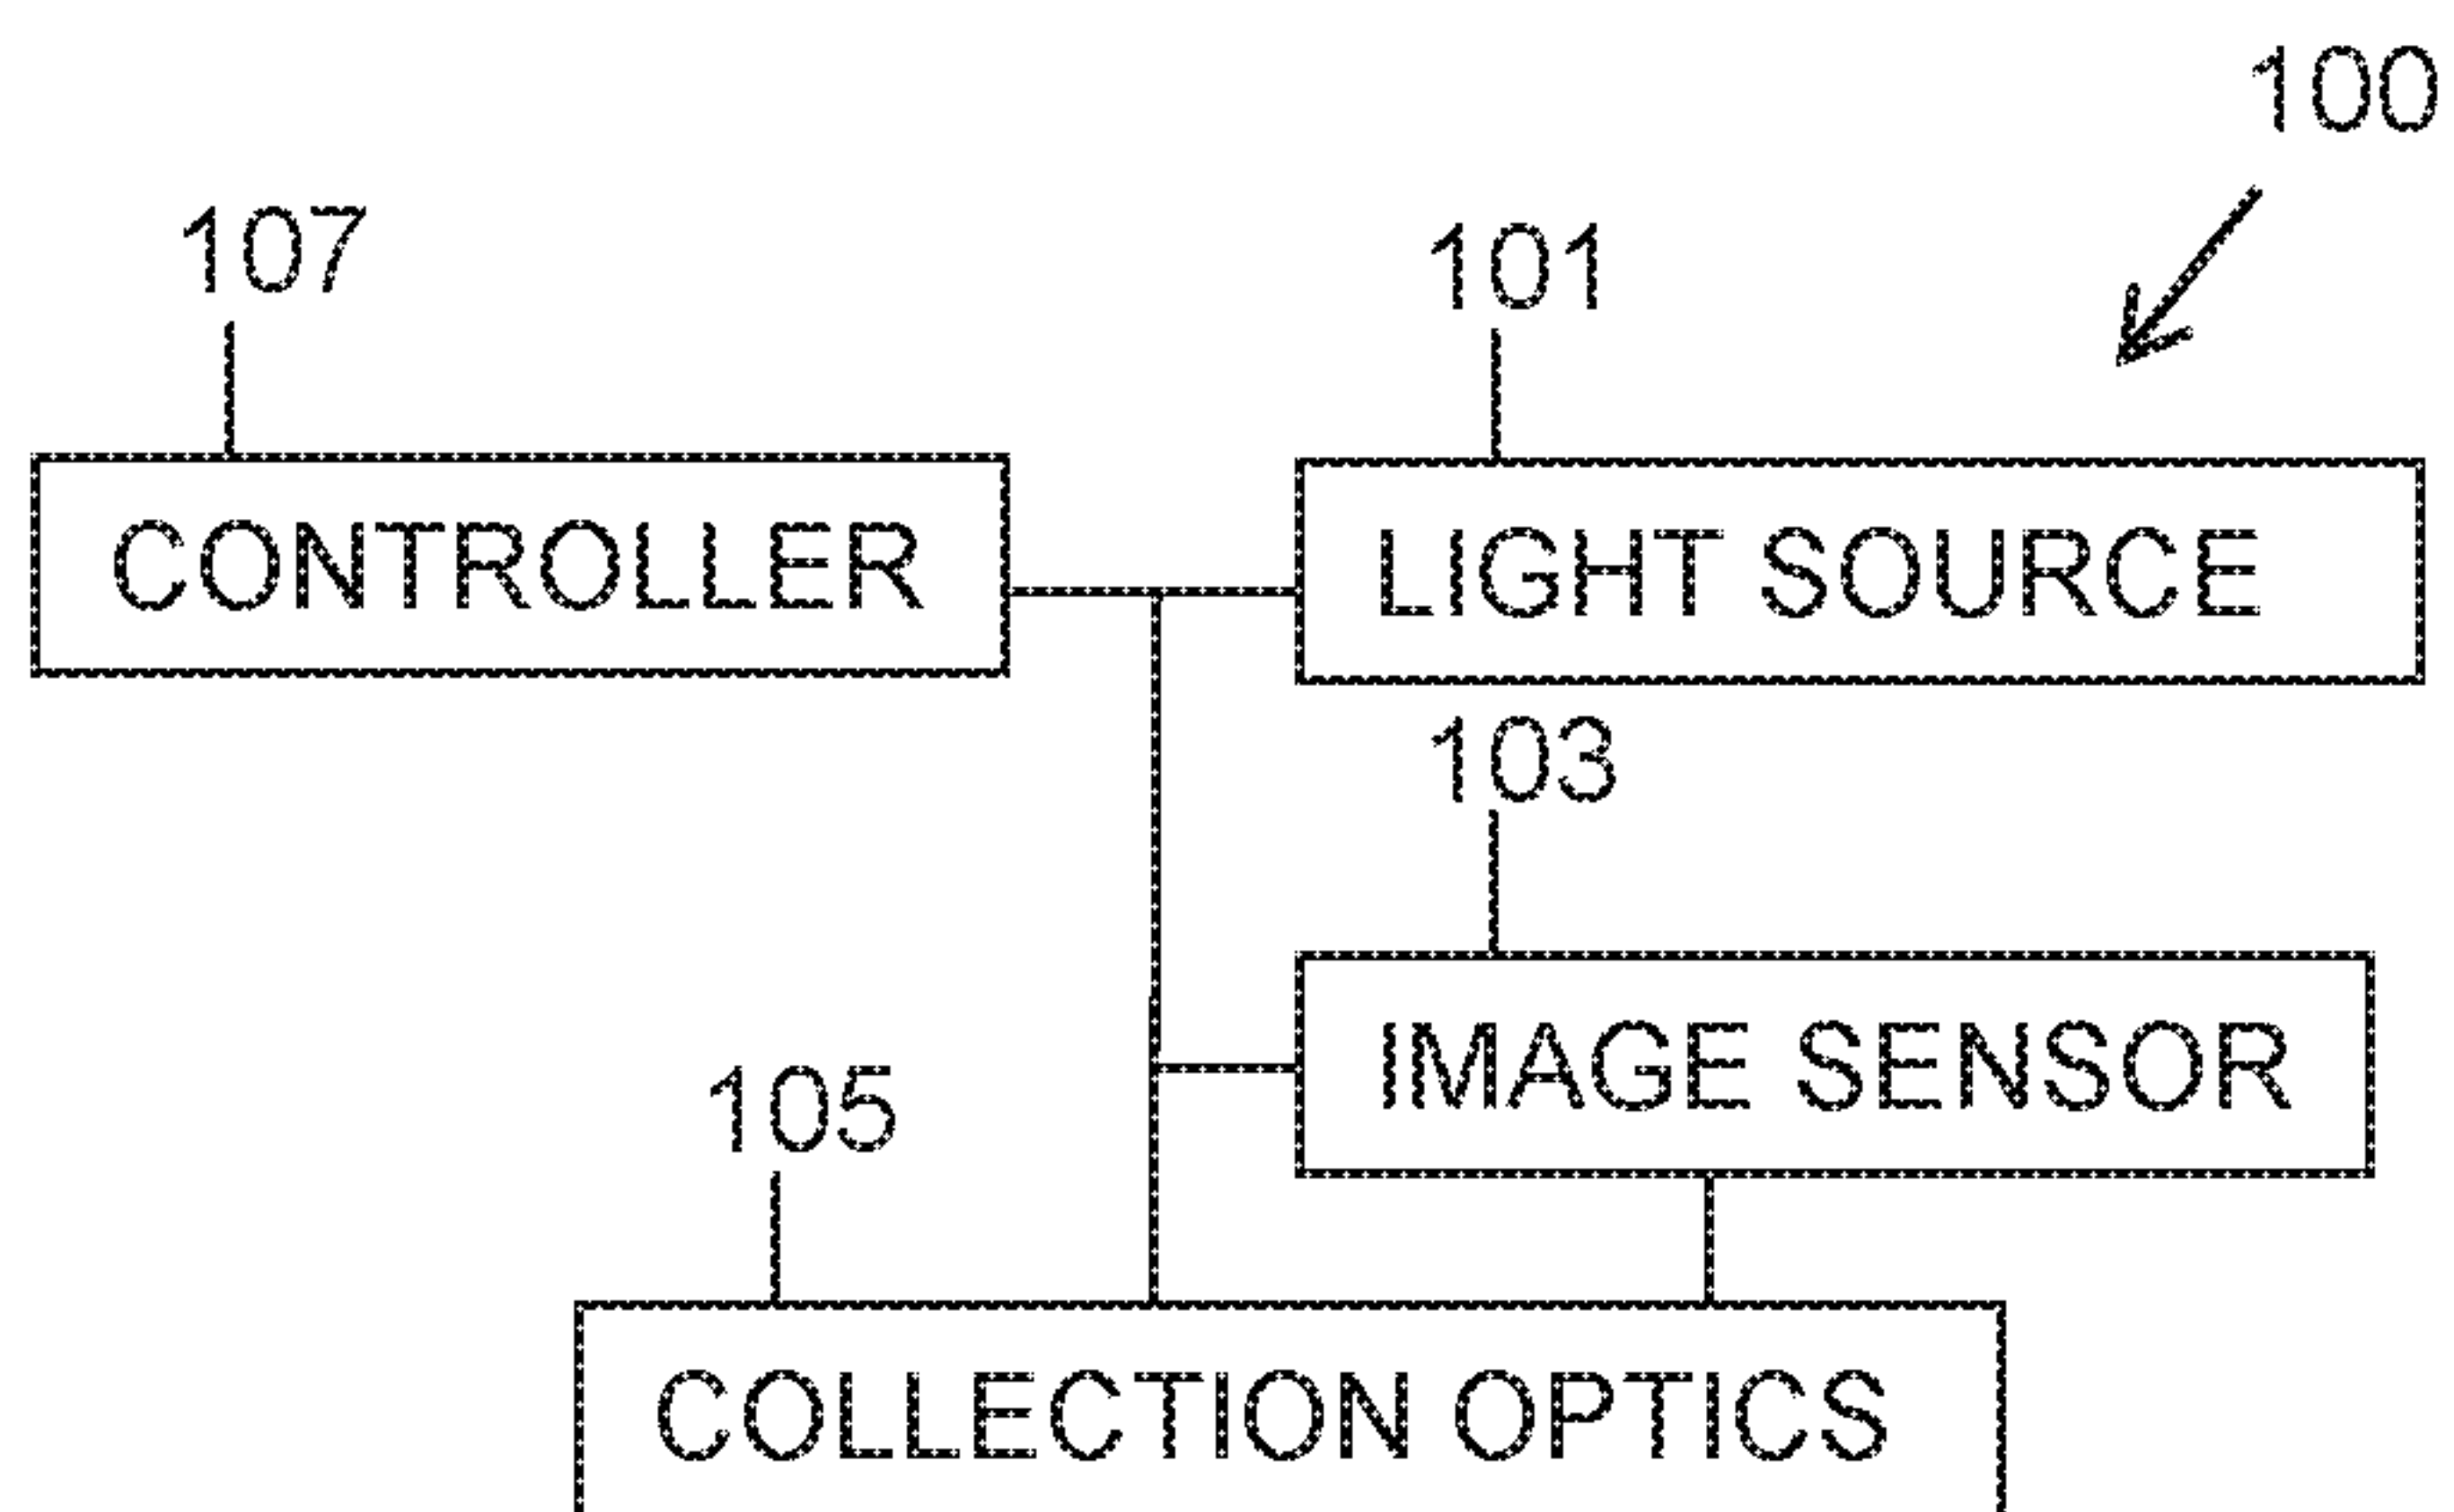 100
107
101
CONTROLLER
LIGHT SOURCE
103
IMAGE SENSOR
105
COLLECTION OPTICS